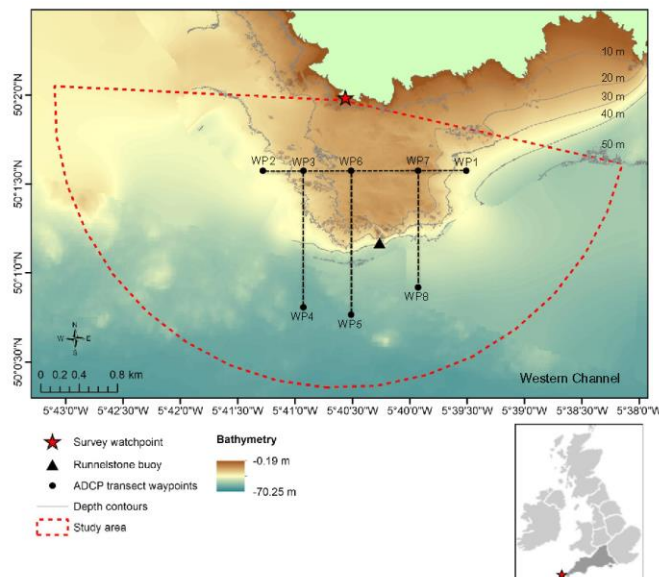 10 m
20 m
30 m
40 m
50 m
50°2'0"N
50°1'30"N
50°1'0"N
50°0'30"N
WP2
WP3
WP6
WP7
WP1
WP4
WP5
WP8
N
W
E
S
0 0.2 0.4 0.8 km
Western Channel
5°43'0"W 5°42'30"W 5°42'0"W 5°41'30"W 5°41'0"W 5°40'30"W 5°40'0"W 5°39'30"W 5°39'0"W 5°38'30"W 5°38'0"W
Survey watchpoint
Runnelstone buoy
ADCP transect waypoints
Depth contours
Study area
Bathymetry
-0.19 m
-70.25 m